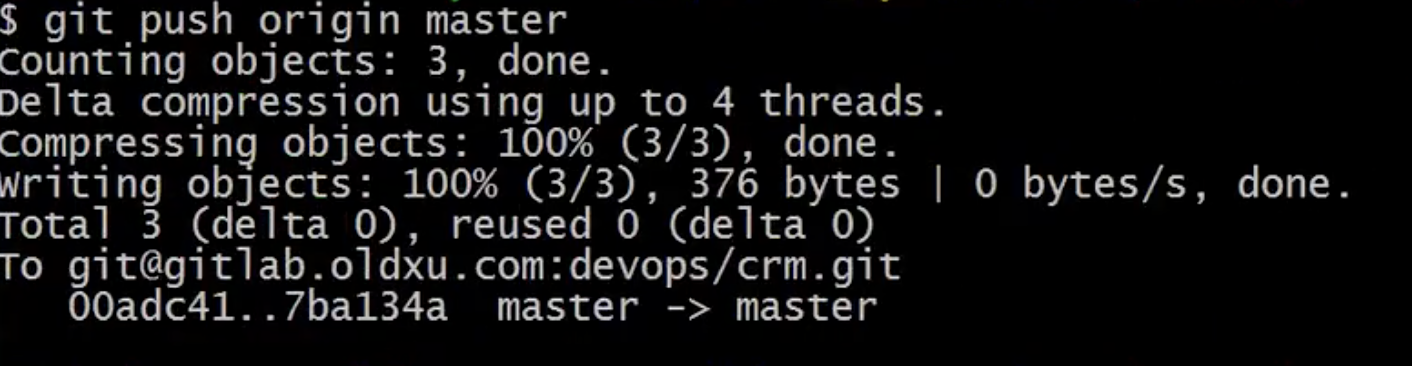 $ git push origin master
Counting objects: 3, done.
Delta compression using up to 4 threads.
Compressing objects: 100% (3/3), done.
Writing objects: 100% (3/3), 376 bytes | 0 bytes/s, done.
Total 3 (delta 0), reused 0 (delta 0)
To git@gitlab.oldxu.com:devops/crm.git
   00adc41..7ba134a  master -> master